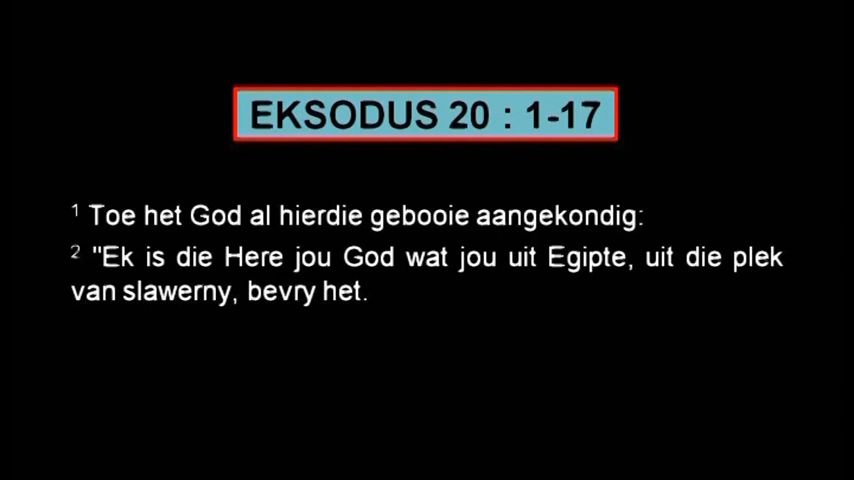 EKSODUS 20 : 1-17
1 Toe het God al hierdie gebooie aangekondig:
2 "Ek is die Here jou God wat jou uit Egipte, uit die plek
van slawerny, bevry het.